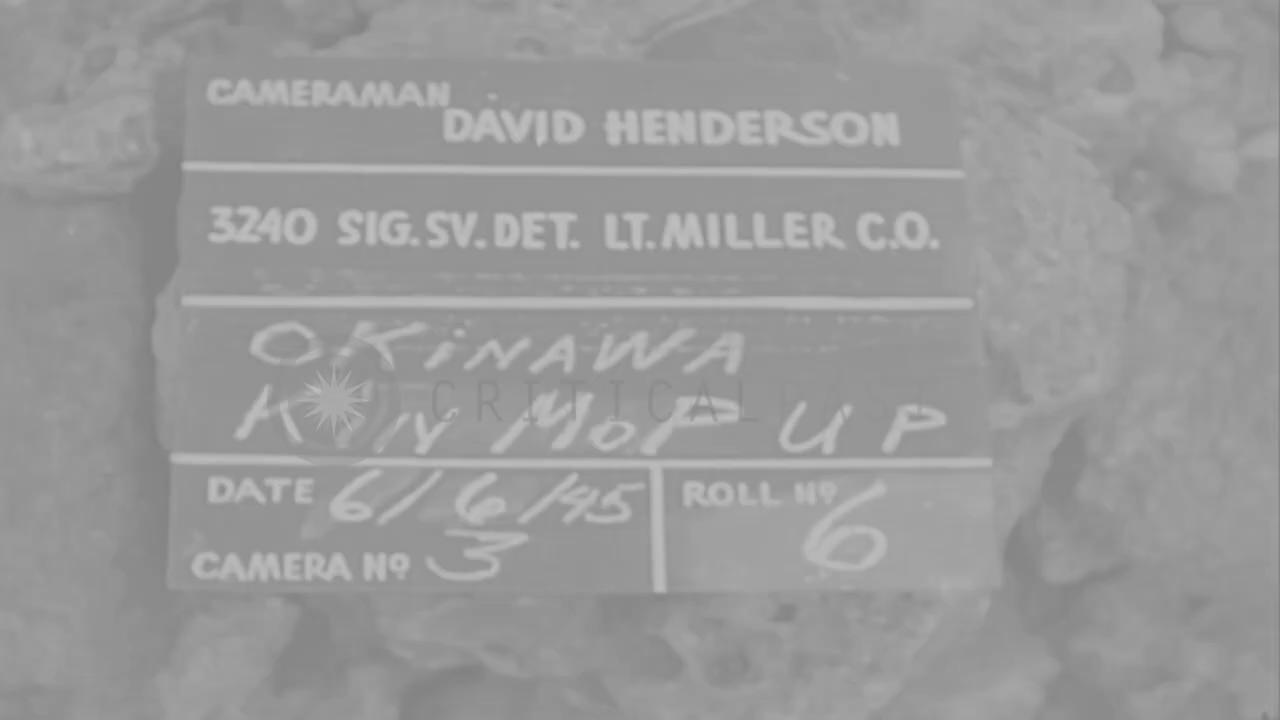 CAMERAMAN
DAVID HENDERSON
3240 SIG. SV. DET. LT. MILLER C.O.
OKiNAWA
MoP UP
DATE 6/6/45
ROLL Nº 6
CAMERA Nº 3
CRITICALPAST